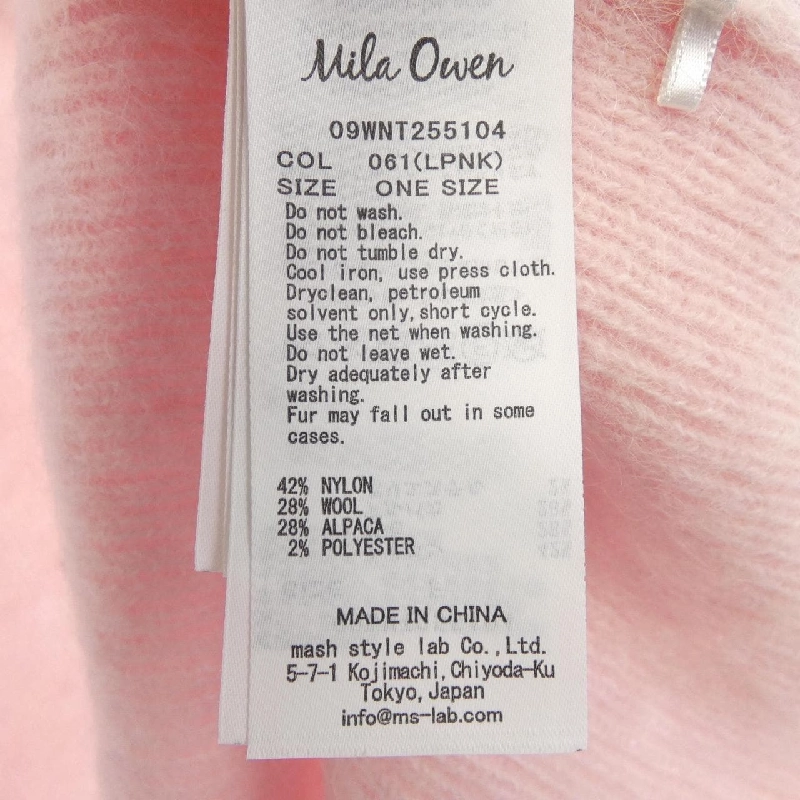 Mila Owen
09WNT255104
COL 061(LPNK)
SIZE ONE SIZE
Do not wash.
Do not bleach.
Do not tumble dry.
Cool iron, use press cloth.
Dryclean, petroleum
solvent only,short cycle.
Use the net when washing.
Do not leave wet.
Dry adequately after
washing.
Fur may fall out in some
cases.
42% NYLON
28% WOOL
28% ALPACA
2% POLYESTER
MADE IN CHINA
mash style lab Co.,Ltd.
5-7-1 Kojimachi,Chiyoda-Ku
Tokyo,Japan
info@ms-lab.com